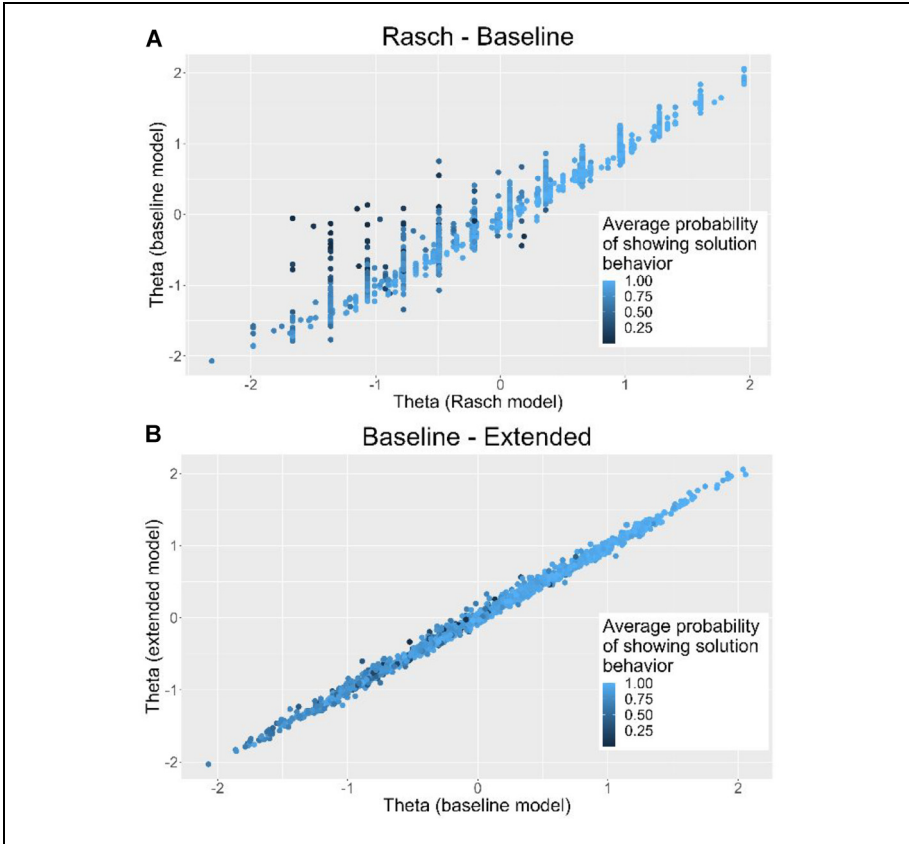 A
Rasch - Baseline
Theta (baseline model)
2
1
0
-1
-2
Average probability
of showing solution
behavior
1.00
0.75
0.50
0.25
-2
-1
0
1
2
Theta (Rasch model)
B
Baseline - Extended
Theta (extended model)
2
1
0
-1
-2
Average probability
of showing solution
behavior
1.00
0.75
0.50
0.25
-2
-1
0
1
2
Theta (baseline model)